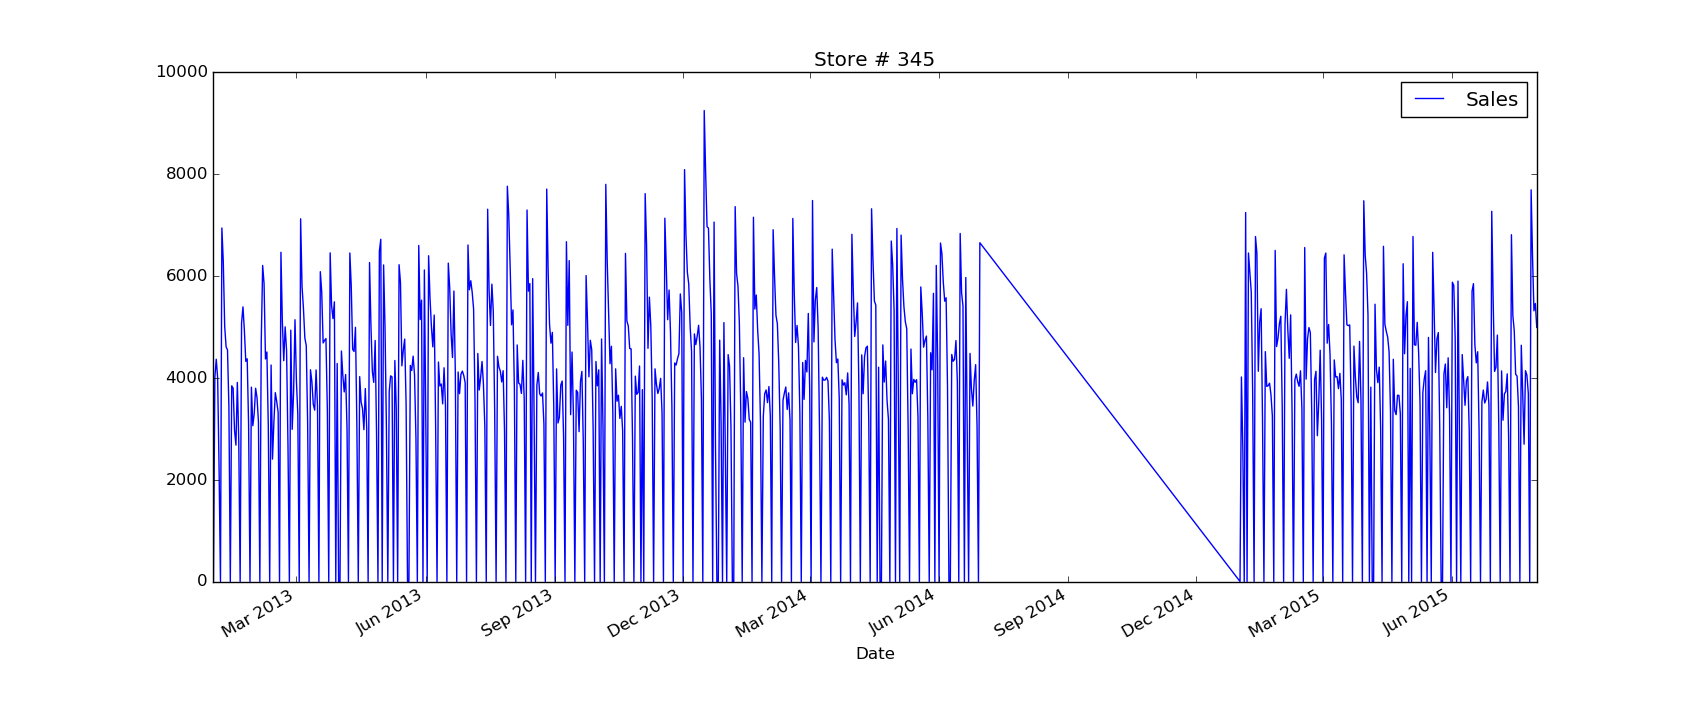 Store # 345
10000
8000
6000
4000
2000
0
Sales
Mar 2013
Jun 2013
Sep 2013
Dec 2013
Mar 2014
Jun 2014
Sep 2014
Dec 2014
Mar 2015
Jun 2015
Date